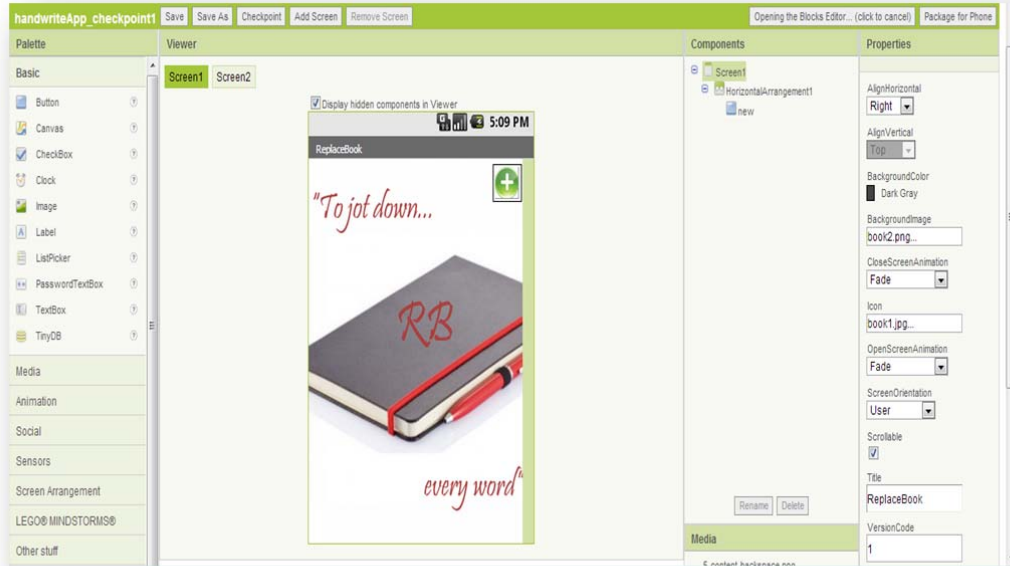 handwriteApp_checkpoint1 Save Save As Checkpoint Add Screen Remove Screen Opening the Blocks Editor... (click to cancel) Package for Phone
Palette
Basic
Button
Canvas
CheckBox
Clock
Image
Label
ListPicker
PasswordTextBox
TextBox
TinyDB
Media
Animation
Social
Sensors
Screen Arrangement
LEGO® MINDSTORMS®
Other stuff
Viewer
Screen1 Screen2
Display hidden components in Viewer
5:09 PM
ReplaceBook
"To jot down...
RB
every word"
Components
Screen1
HorizontalArrangement1
new
Rename Delete
Media
Properties
AlignHorizontal
Right
AlignVertical
Top
BackgroundColor
Dark Gray
BackgroundImage
book2.png...
CloseScreenAnimation
Fade
Icon
book1.jpg...
OpenScreenAnimation
Fade
ScreenOrientation
User
Scrollable
Title
ReplaceBook
VersionCode
1